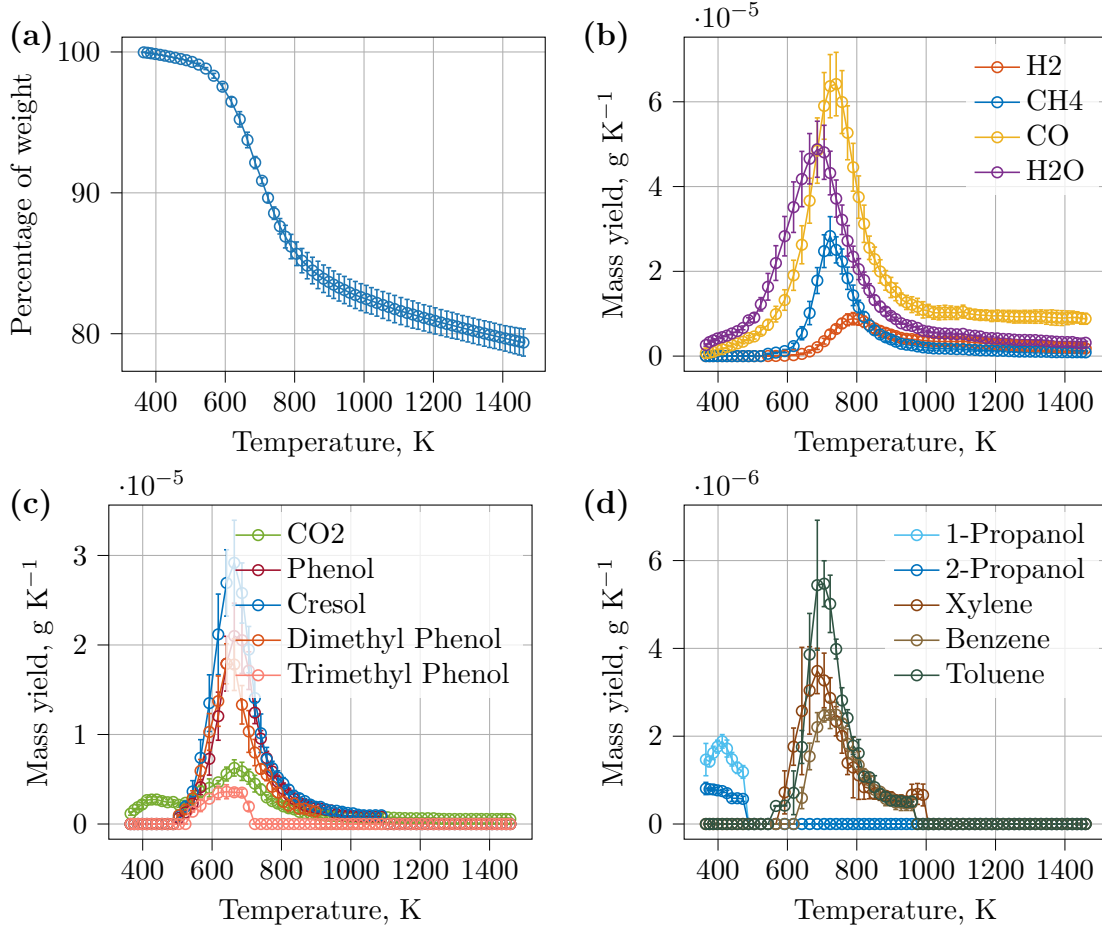 (a)
100
90
80
400 600 800 1000 1200 1400
Temperature, K
Percentage of weight
(b)
·10⁻⁵
6
4
2
0
400 600 800 1000 1200 1400
Temperature, K
Mass yield, g K⁻¹
H2
CH4
CO
H2O
(c)
·10⁻⁵
3
2
1
0
400 600 800 1000 1200 1400
Temperature, K
Mass yield, g K⁻¹
CO2
Phenol
Cresol
Dimethyl Phenol
Trimethyl Phenol
(d)
·10⁻⁶
6
4
2
0
400 600 800 1000 1200 1400
Temperature, K
Mass yield, g K⁻¹
1-Propanol
2-Propanol
Xylene
Benzene
Toluene